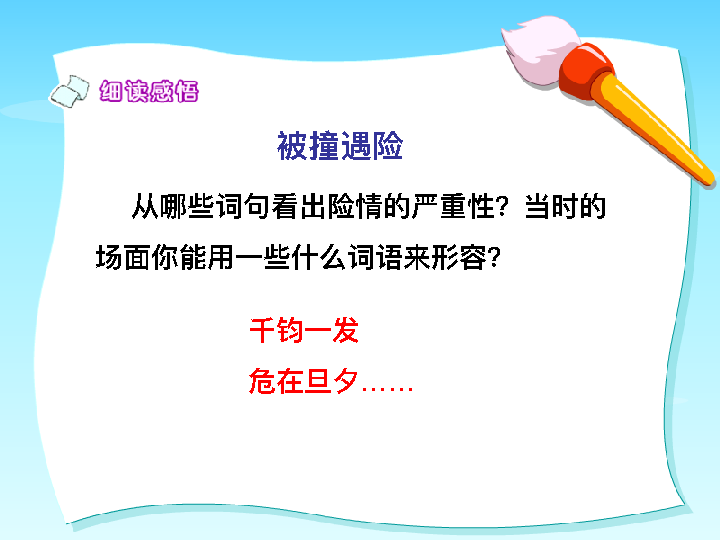 细读感悟
被撞遇险
从哪些词句看出险情的严重性？当时的
场面你能用一些什么词语来形容？
千钧一发
危在旦夕……